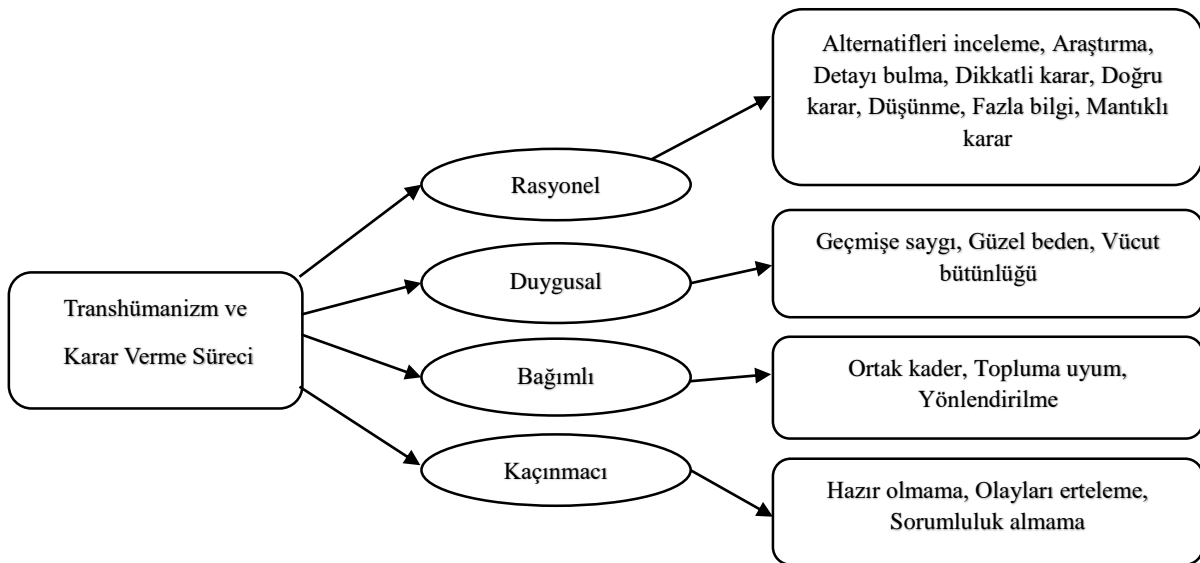 Transhümanizm ve
Karar Verme Süreci
Rasyonel
Alternatifleri inceleme, Araştırma,
Detayı bulma, Dikkatli karar, Doğru
karar, Düşünme, Fazla bilgi, Mantıklı
karar
Duygusal
Geçmişe saygı, Güzel beden, Vücut
bütünlüğü
Bağımlı
Ortak kader, Topluma uyum,
Yönlendirilme
Kaçınmacı
Hazır olmama, Olayları erteleme,
Sorumluluk almama